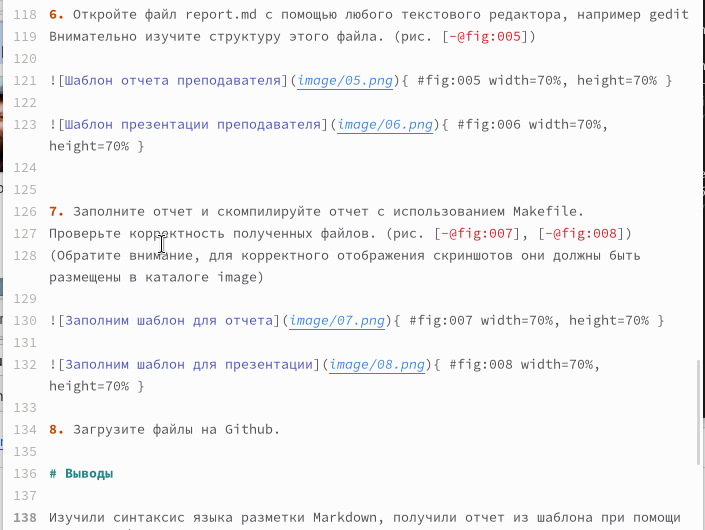 118 6. Откройте файл report.md с помощью любого текстового редактора, например gedit
119 Внимательно изучите структуру этого файла. (рис. [-@fig:005])
120
121 ![Шаблон отчета преподавателя](image/05.png){ #fig:005 width=70%, height=70% }
122
123 ![Шаблон презентации преподавателя](image/06.png){ #fig:006 width=70%,
height=70% }
124
125
126 7. Заполните отчет и скомпилируйте отчет с использованием Makefile.
127 Проверьте корректность полученных файлов. (рис. [-@fig:007], [-@fig:008])
128 (Обратите внимание, для корректного отображения скриншотов они должны быть
размещены в каталоге image)
129
130 ![Заполним шаблон для отчета](image/07.png){ #fig:007 width=70%, height=70% }
131
132 ![Заполним шаблон для презентации](image/08.png){ #fig:008 width=70%,
height=70% }
133
134 8. Загрузите файлы на Github.
135
136 # Выводы
137
138 Изучили синтаксис языка разметки Markdown, получили отчет из шаблона при помощи